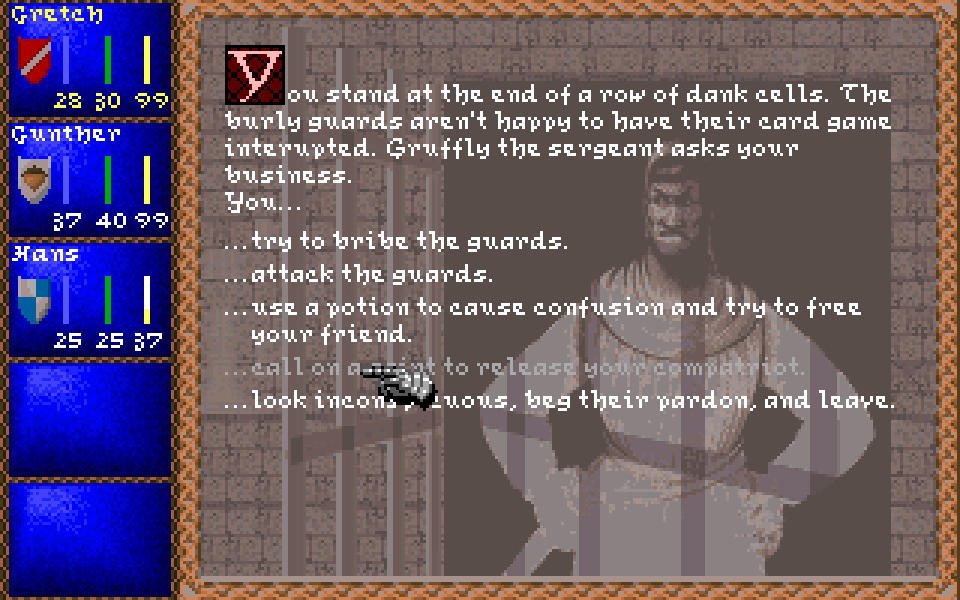 Gretch
28 30 99
Gunther
37 40 99
Hans
25 25 37
You stand at the end of a row of dank cells. The
burly guards aren't happy to have their card game
interupted. Gruffly the sergeant asks your
business.
You...
...try to bribe the guards.
...attack the guards.
...use a potion to cause confusion and try to free
your friend.
...call on a saint to release your compatriot.
...look inconspicuous, beg their pardon, and leave.